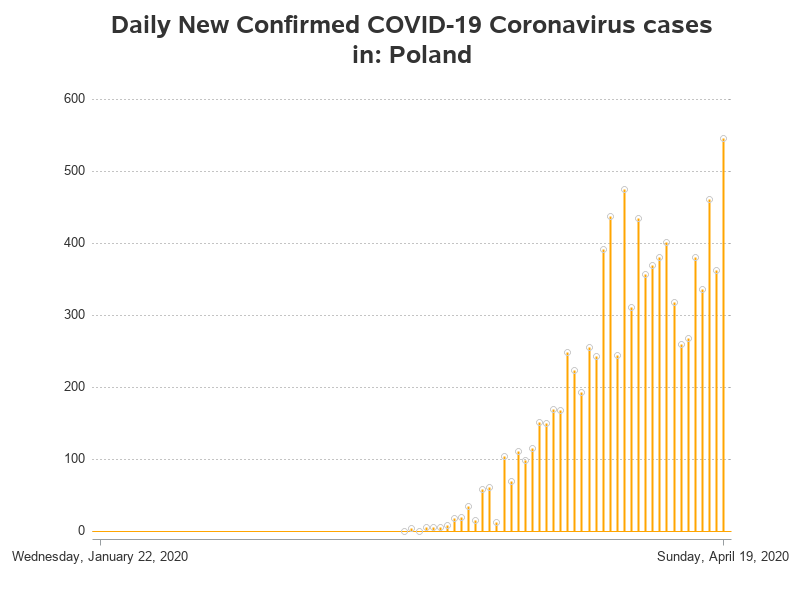 Daily New Confirmed COVID-19 Coronavirus cases
in: Poland
600
500
400
300
200
100
0
Wednesday, January 22, 2020
Sunday, April 19, 2020